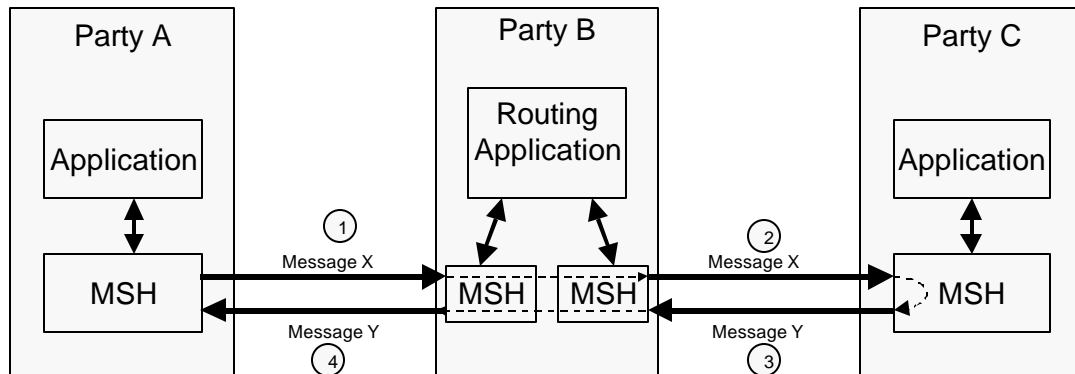 Party A
Party B
Party C
Routing
Application
Application
Application
1
2
Message X
Message X
MSH
MSH
MSH
MSH
Message Y
Message Y
4
3